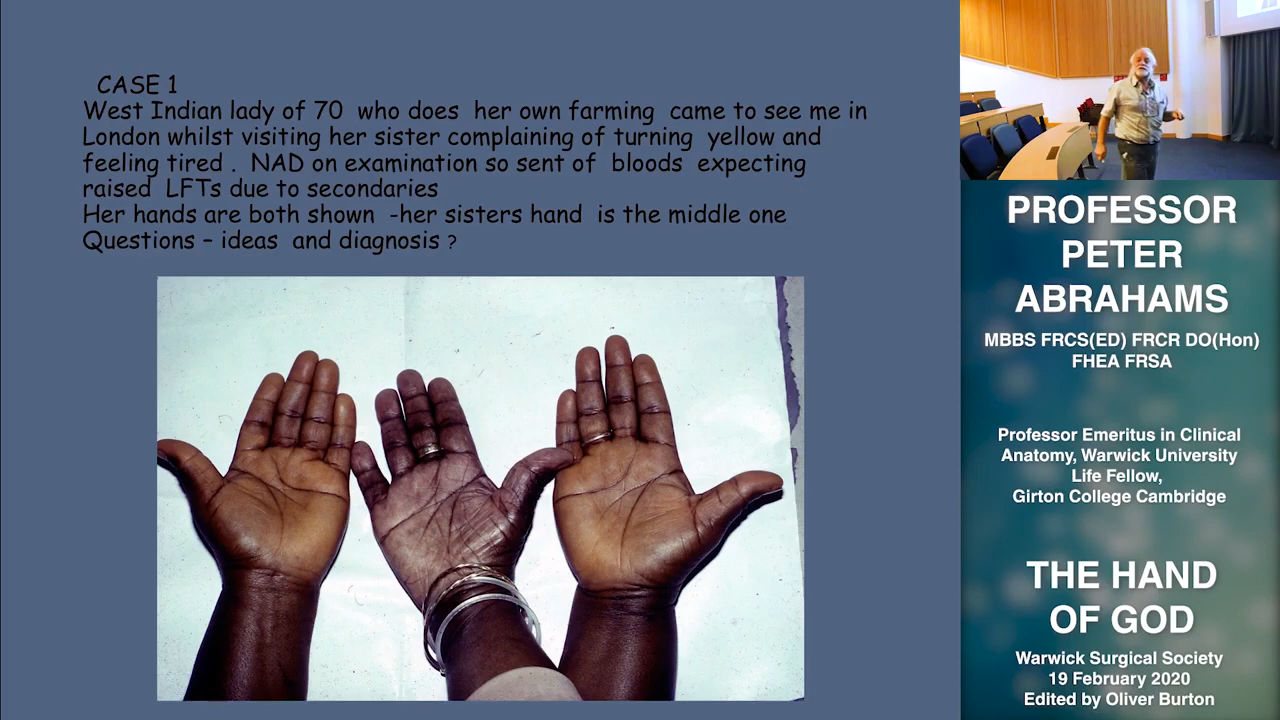 CASE 1
West Indian lady of 70 who does her own farming came to see me in
London whilst visiting her sister complaining of turning yellow and
feeling tired . NAD on examination so sent of bloods expecting
raised LFTs due to secondaries
Her hands are both shown -her sisters hand is the middle one
Questions – ideas and diagnosis ?
PROFESSOR
PETER
ABRAHAMS
MBBS FRCS(ED) FRCR DO(Hon)
FHEA FRSA
Professor Emeritus in Clinical
Anatomy, Warwick University
Life Fellow,
Girton College Cambridge
THE HAND
OF GOD
Warwick Surgical Society
19 February 2020
Edited by Oliver Burton